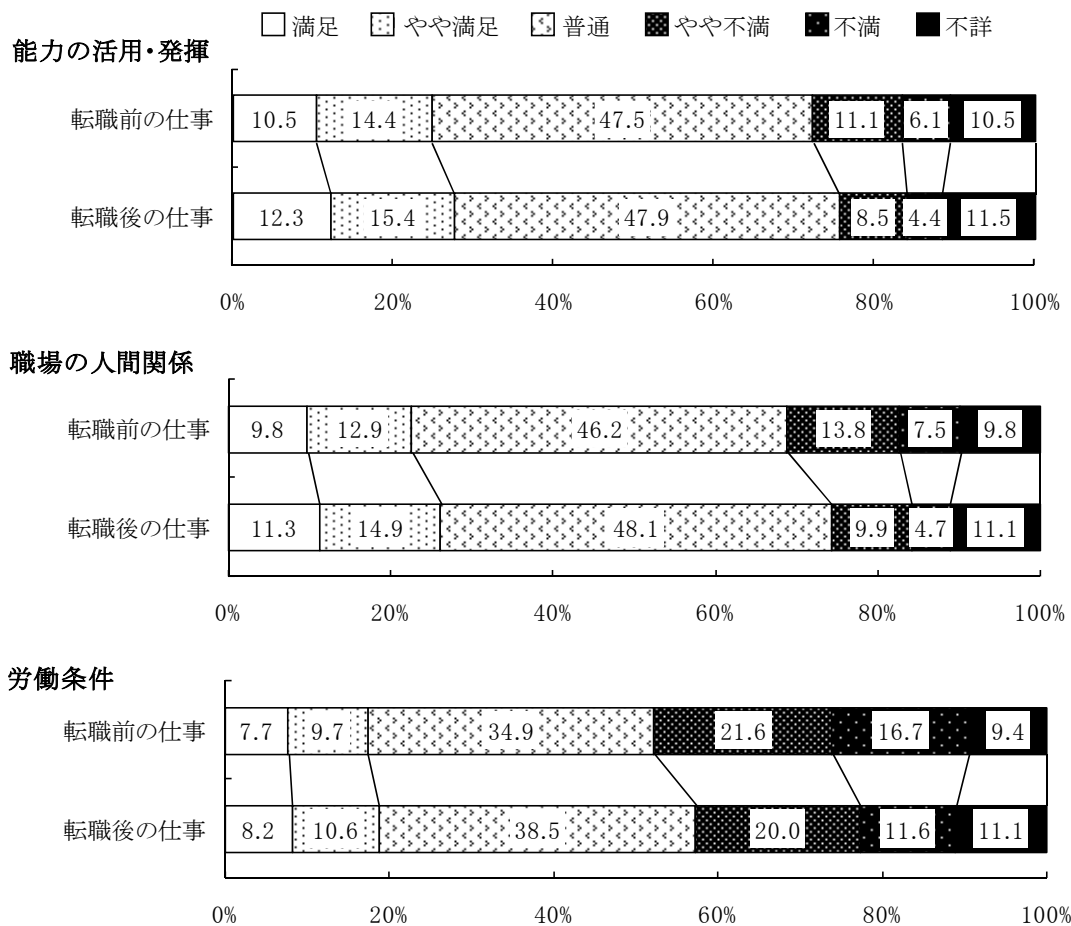 満足 やや満足 普通 やや不満 不満 不詳
能力の活用・発揮
転職前の仕事 10.5 14.4 47.5 11.1 6.1 10.5
転職後の仕事 12.3 15.4 47.9 8.5 4.4 11.5
0% 20% 40% 60% 80% 100%
職場の人間関係
転職前の仕事 9.8 12.9 46.2 13.8 7.5 9.8
転職後の仕事 11.3 14.9 48.1 9.9 4.7 11.1
0% 20% 40% 60% 80% 100%
労働条件
転職前の仕事 7.7 9.7 34.9 21.6 16.7 9.4
転職後の仕事 8.2 10.6 38.5 20.0 11.6 11.1
0% 20% 40% 60% 80% 100%